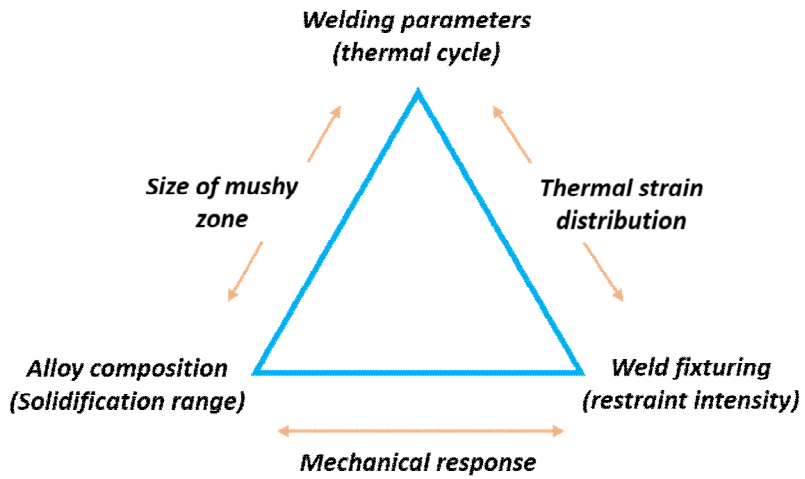 Welding parameters
(thermal cycle)
Size of mushy
zone
Thermal strain
distribution
Alloy composition
(Solidification range)
Weld fixturing
(restraint intensity)
Mechanical response